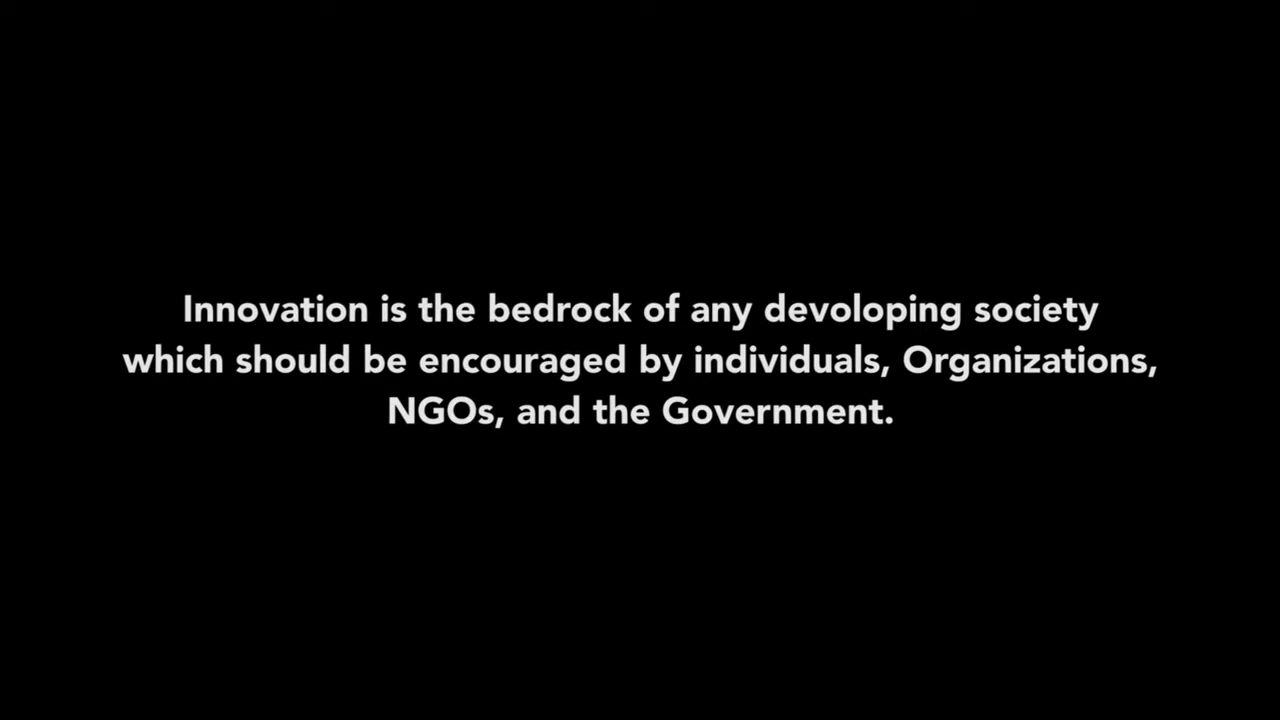 Innovation is the bedrock of any devoloping society
which should be encouraged by individuals, Organizations,
NGOs, and the Government.